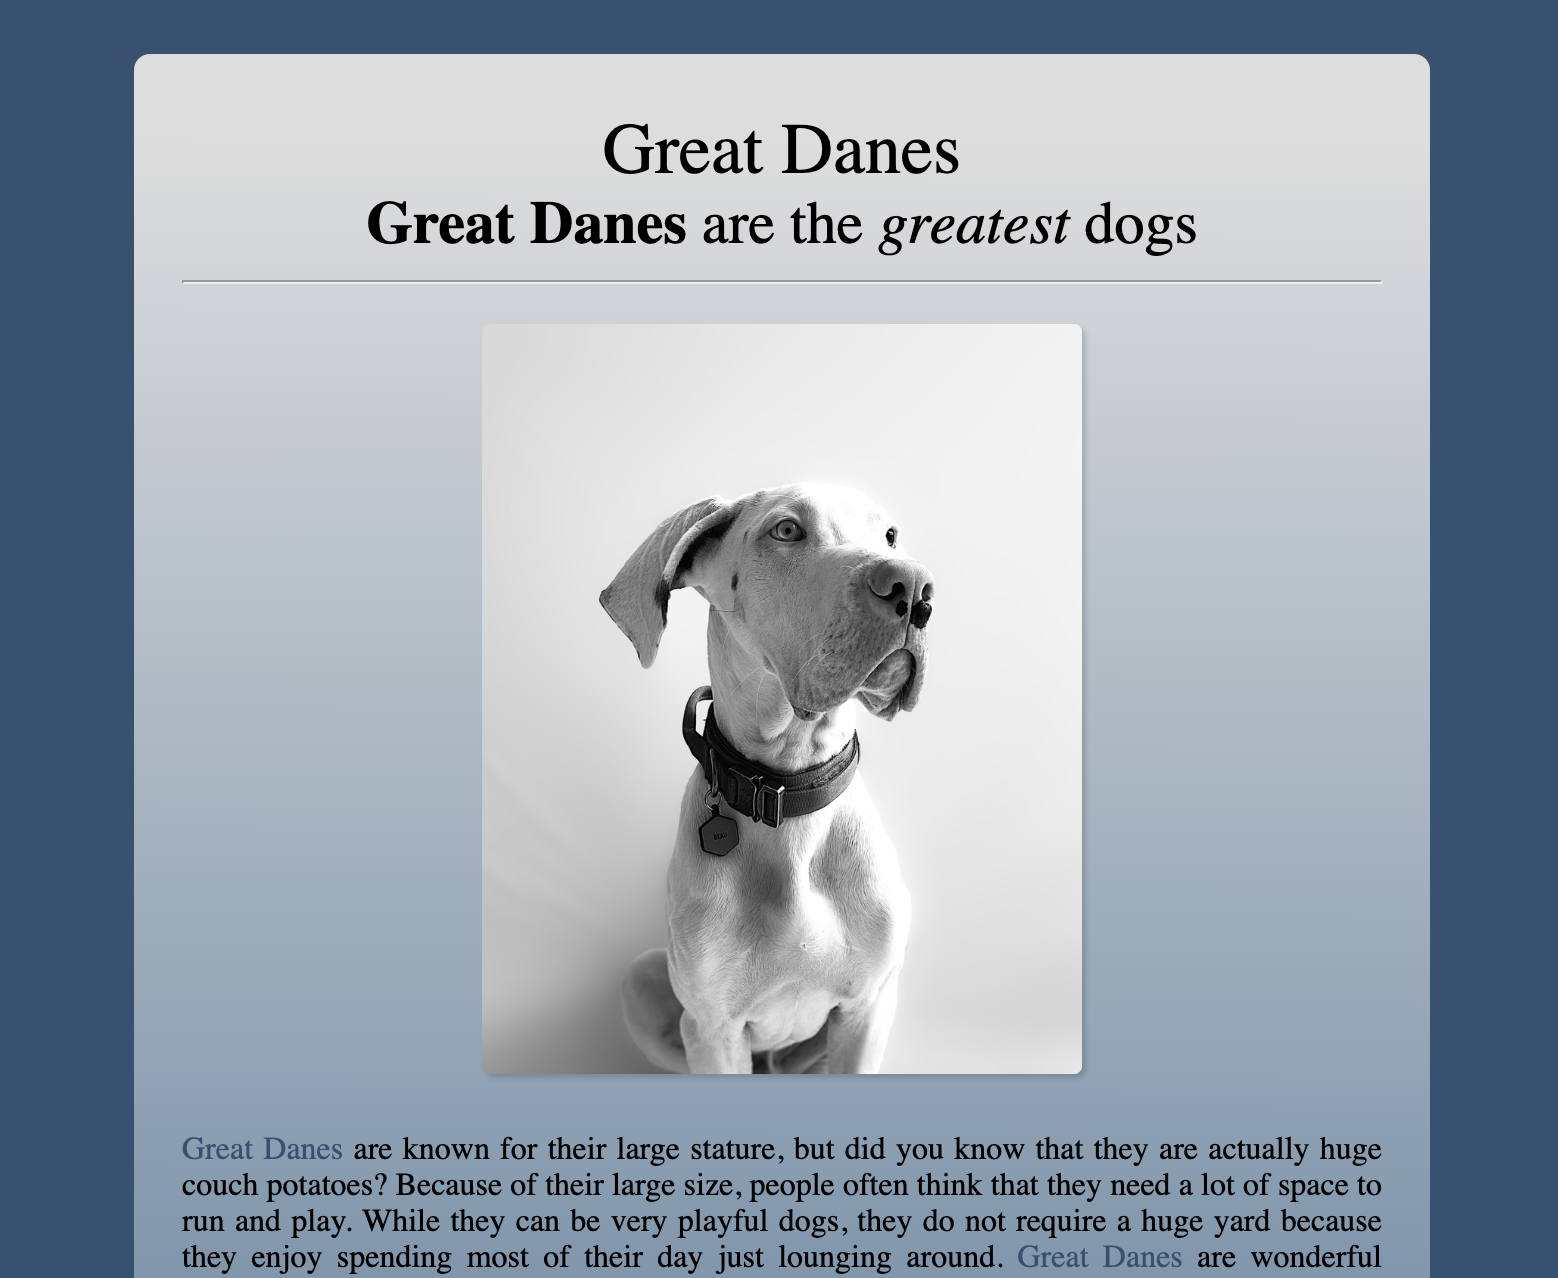 Great Danes
Great Danes are the greatest dogs
BEAU
Great Danes are known for their large stature, but did you know that they are actually huge
couch potatoes? Because of their large size, people often think that they need a lot of space to
run and play. While they can be very playful dogs, they do not require a huge yard because
they enjoy spending most of their day just lounging around. Great Danes are wonderful